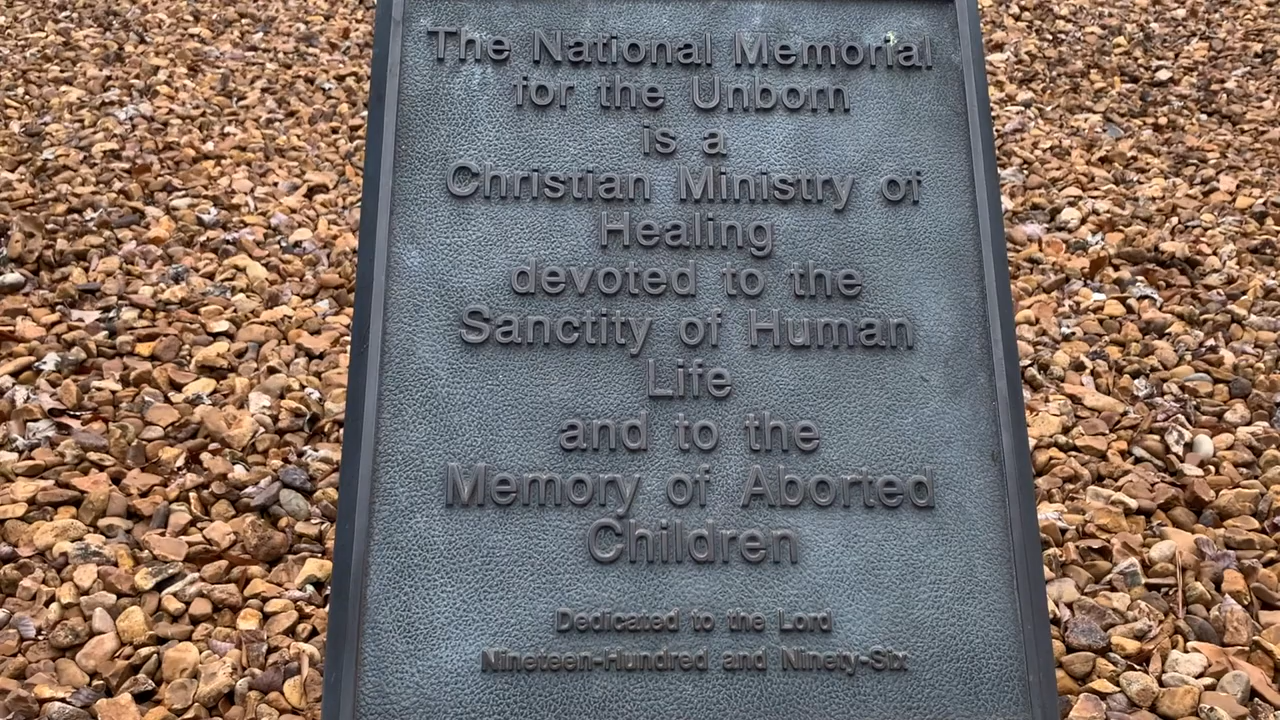 The National Memorial
for the Unborn
is a
Christian Ministry of
Healing
devoted to the
Sanctity of Human
Life
and to the
Memory of Aborted
Children
Dedicated to the Lord
Nineteen-Hundred and Ninety-Six